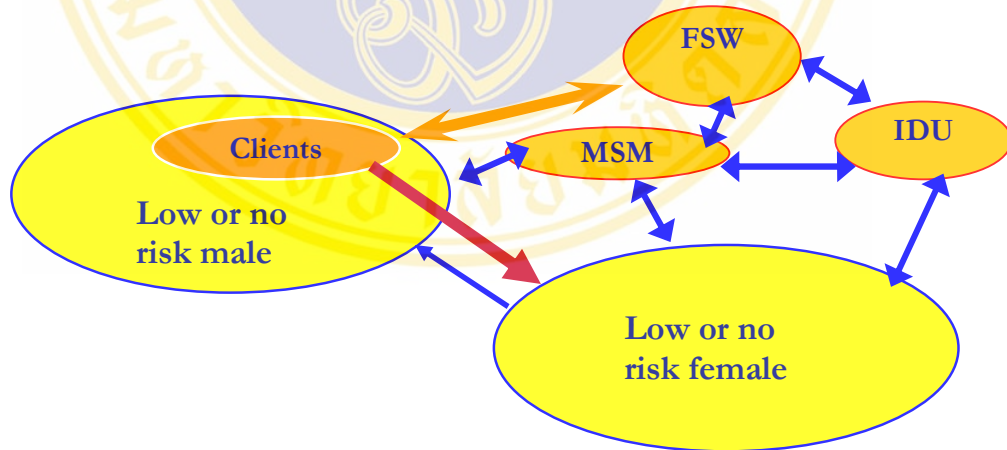 FSW
IDU
Clients
MSM
Low or no
risk male
Low or no
risk female